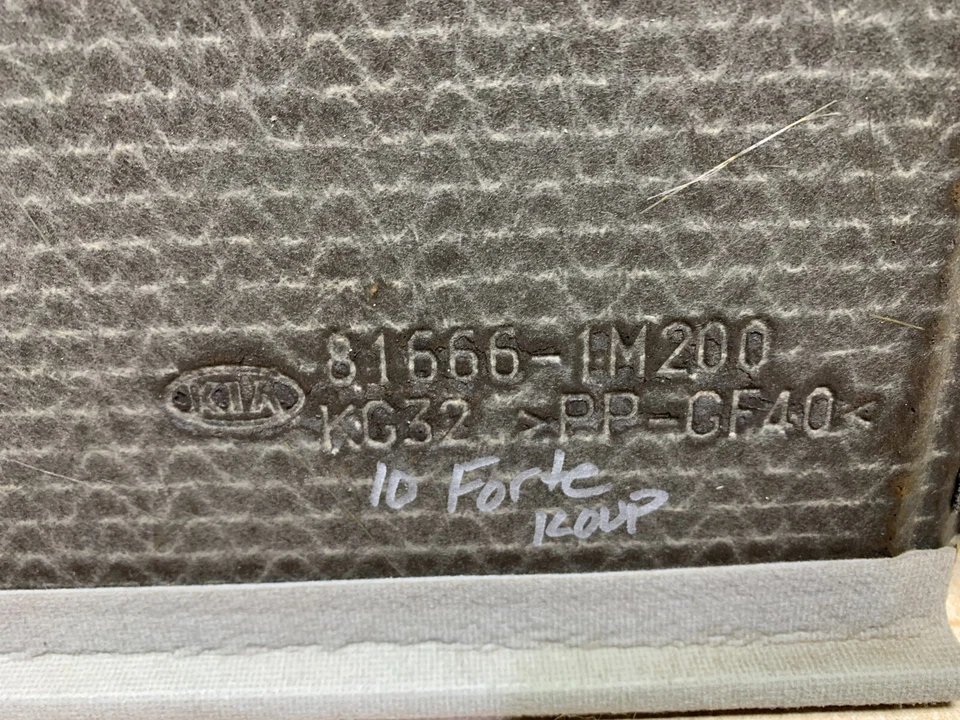 KIA
81666-1M200
KG32 >PP-GF40<
10 Forte
KOUP